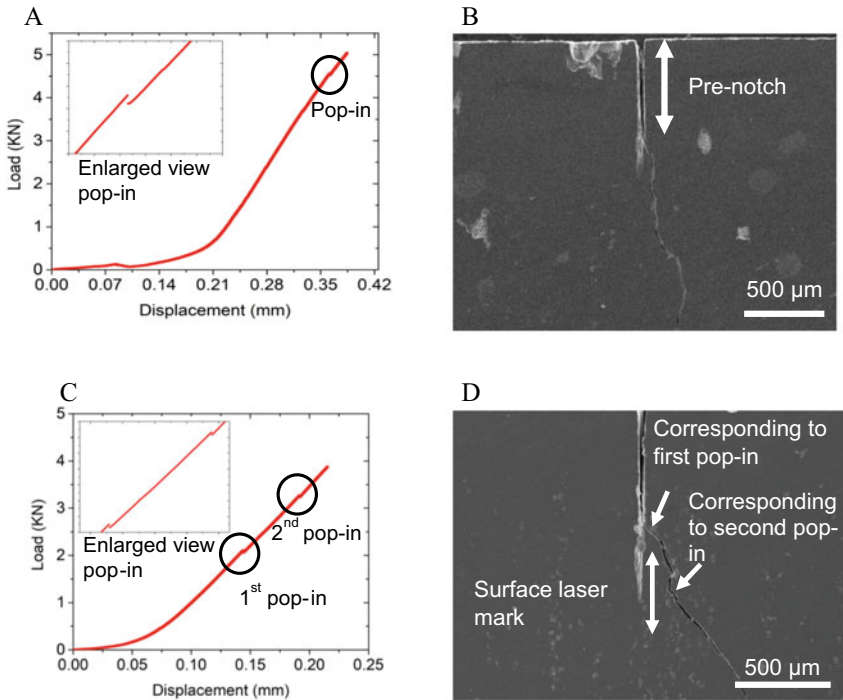 A
5
4
3
2
1
0
Load (KN)
0.00 0.07 0.14 0.21 0.28 0.35 0.42
Displacement (mm)
Pop-in
Enlarged view
pop-in
B
Pre-notch
500 µm
C
5
4
3
2
1
0
Load (KN)
0.00 0.05 0.10 0.15 0.20 0.25
Displacement (mm)
Enlarged view
pop-in
2nd pop-in
1st pop-in
D
Corresponding to
first pop-in
Corresponding
to second pop-
in
Surface laser
mark
500 µm